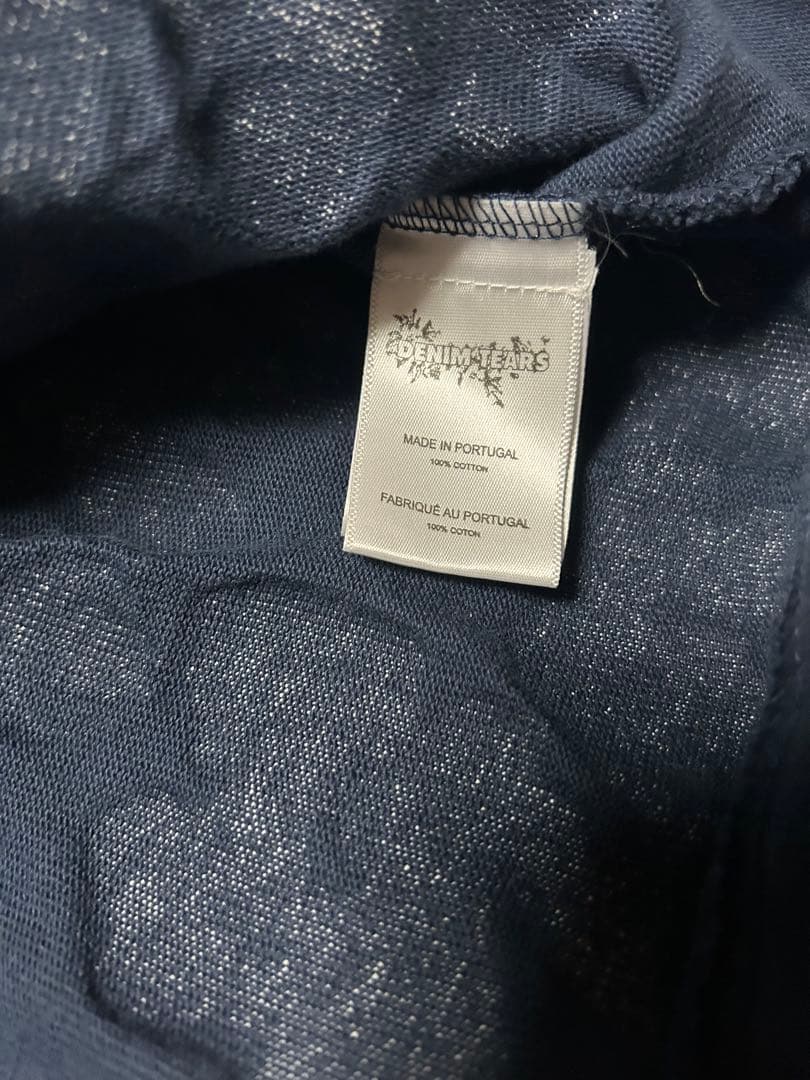 DENIM TEARS
MADE IN PORTUGAL
100% COTTON
FABRIQUÉ AU PORTUGAL
100% COTON